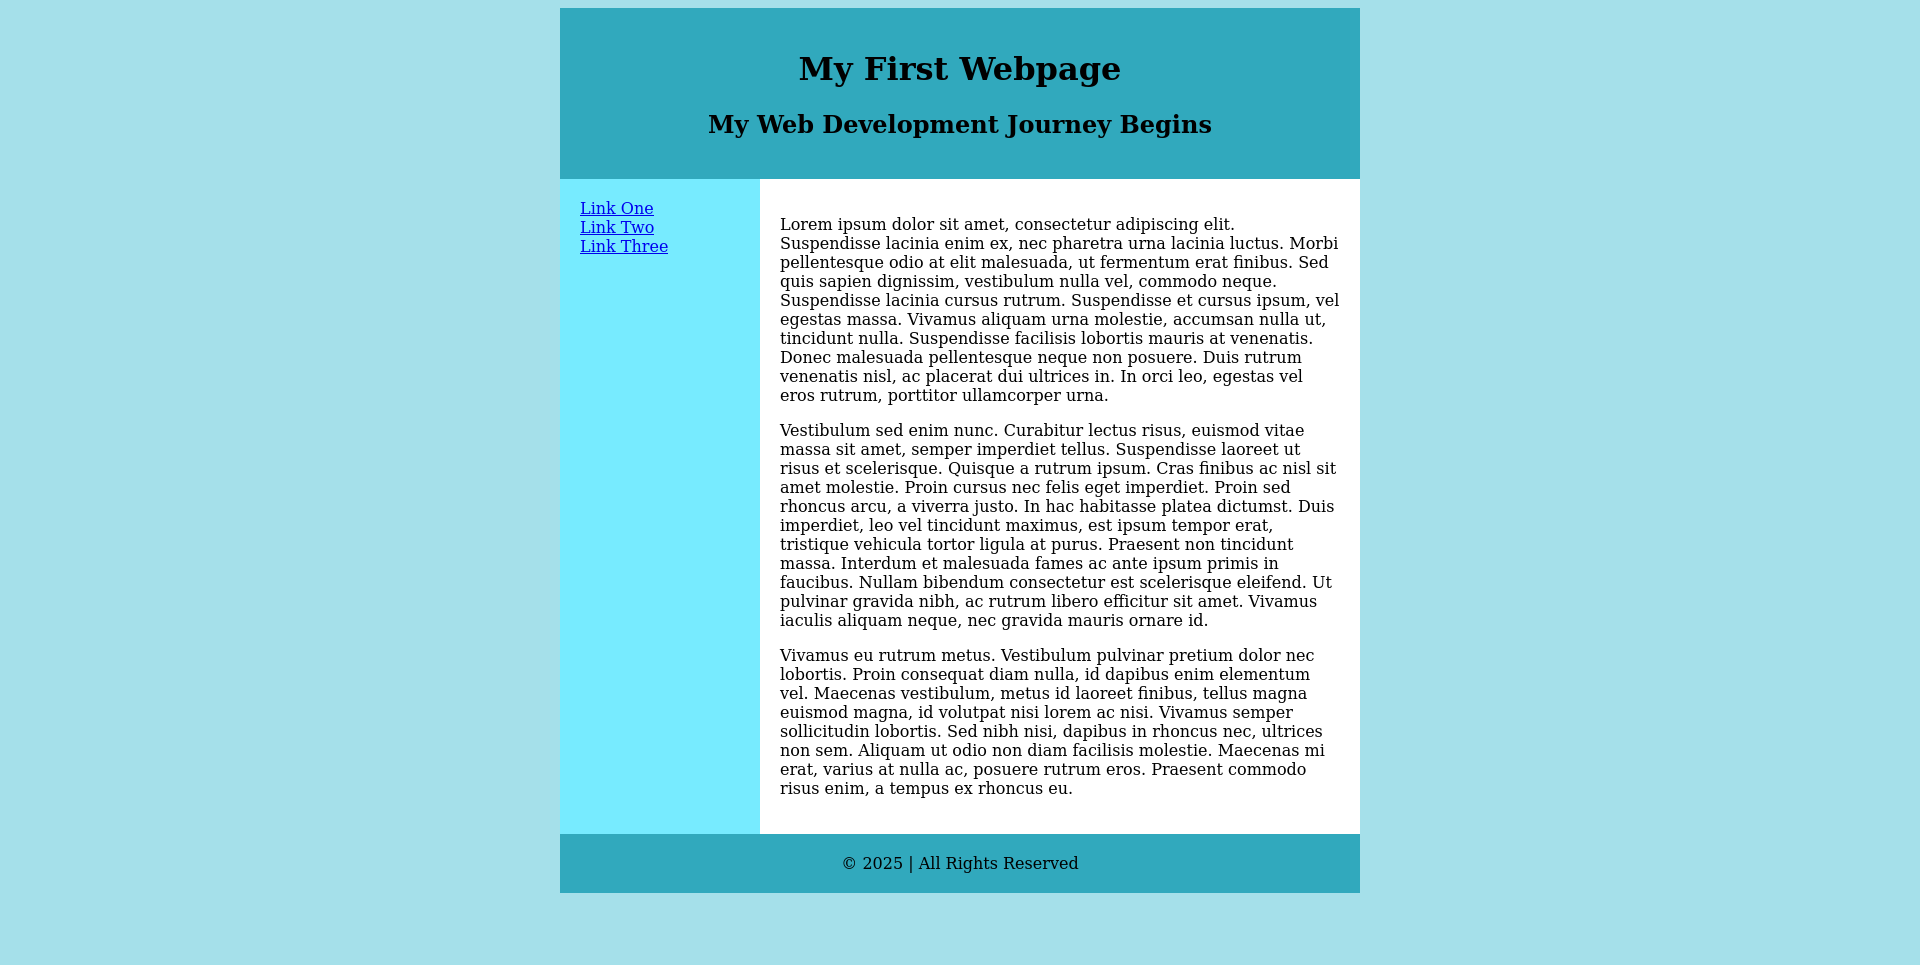 My First Webpage
My Web Development Journey Begins
Link One
Link Two
Link Three
Lorem ipsum dolor sit amet, consectetur adipiscing elit.
Suspendisse lacinia enim ex, nec pharetra urna lacinia luctus. Morbi
pellentesque odio at elit malesuada, ut fermentum erat finibus. Sed
quis sapien dignissim, vestibulum nulla vel, commodo neque.
Suspendisse lacinia cursus rutrum. Suspendisse et cursus ipsum, vel
egestas massa. Vivamus aliquam urna molestie, accumsan nulla ut,
tincidunt nulla. Suspendisse facilisis lobortis mauris at venenatis.
Donec malesuada pellentesque neque non posuere. Duis rutrum
venenatis nisl, ac placerat dui ultrices in. In orci leo, egestas vel
eros rutrum, porttitor ullamcorper urna.
Vestibulum sed enim nunc. Curabitur lectus risus, euismod vitae
massa sit amet, semper imperdiet tellus. Suspendisse laoreet ut
risus et scelerisque. Quisque a rutrum ipsum. Cras finibus ac nisl sit
amet molestie. Proin cursus nec felis eget imperdiet. Proin sed
rhoncus arcu, a viverra justo. In hac habitasse platea dictumst. Duis
imperdiet, leo vel tincidunt maximus, est ipsum tempor erat,
tristique vehicula tortor ligula at purus. Praesent non tincidunt
massa. Interdum et malesuada fames ac ante ipsum primis in
faucibus. Nullam bibendum consectetur est scelerisque eleifend. Ut
pulvinar gravida nibh, ac rutrum libero efficitur sit amet. Vivamus
iaculis aliquam neque, nec gravida mauris ornare id.
Vivamus eu rutrum metus. Vestibulum pulvinar pretium dolor nec
lobortis. Proin consequat diam nulla, id dapibus enim elementum
vel. Maecenas vestibulum, metus id laoreet finibus, tellus magna
euismod magna, id volutpat nisi lorem ac nisi. Vivamus semper
sollicitudin lobortis. Sed nibh nisi, dapibus in rhoncus nec, ultrices
non sem. Aliquam ut odio non diam facilisis molestie. Maecenas mi
erat, varius at nulla ac, posuere rutrum eros. Praesent commodo
risus enim, a tempus ex rhoncus eu.
© 2025 | All Rights Reserved